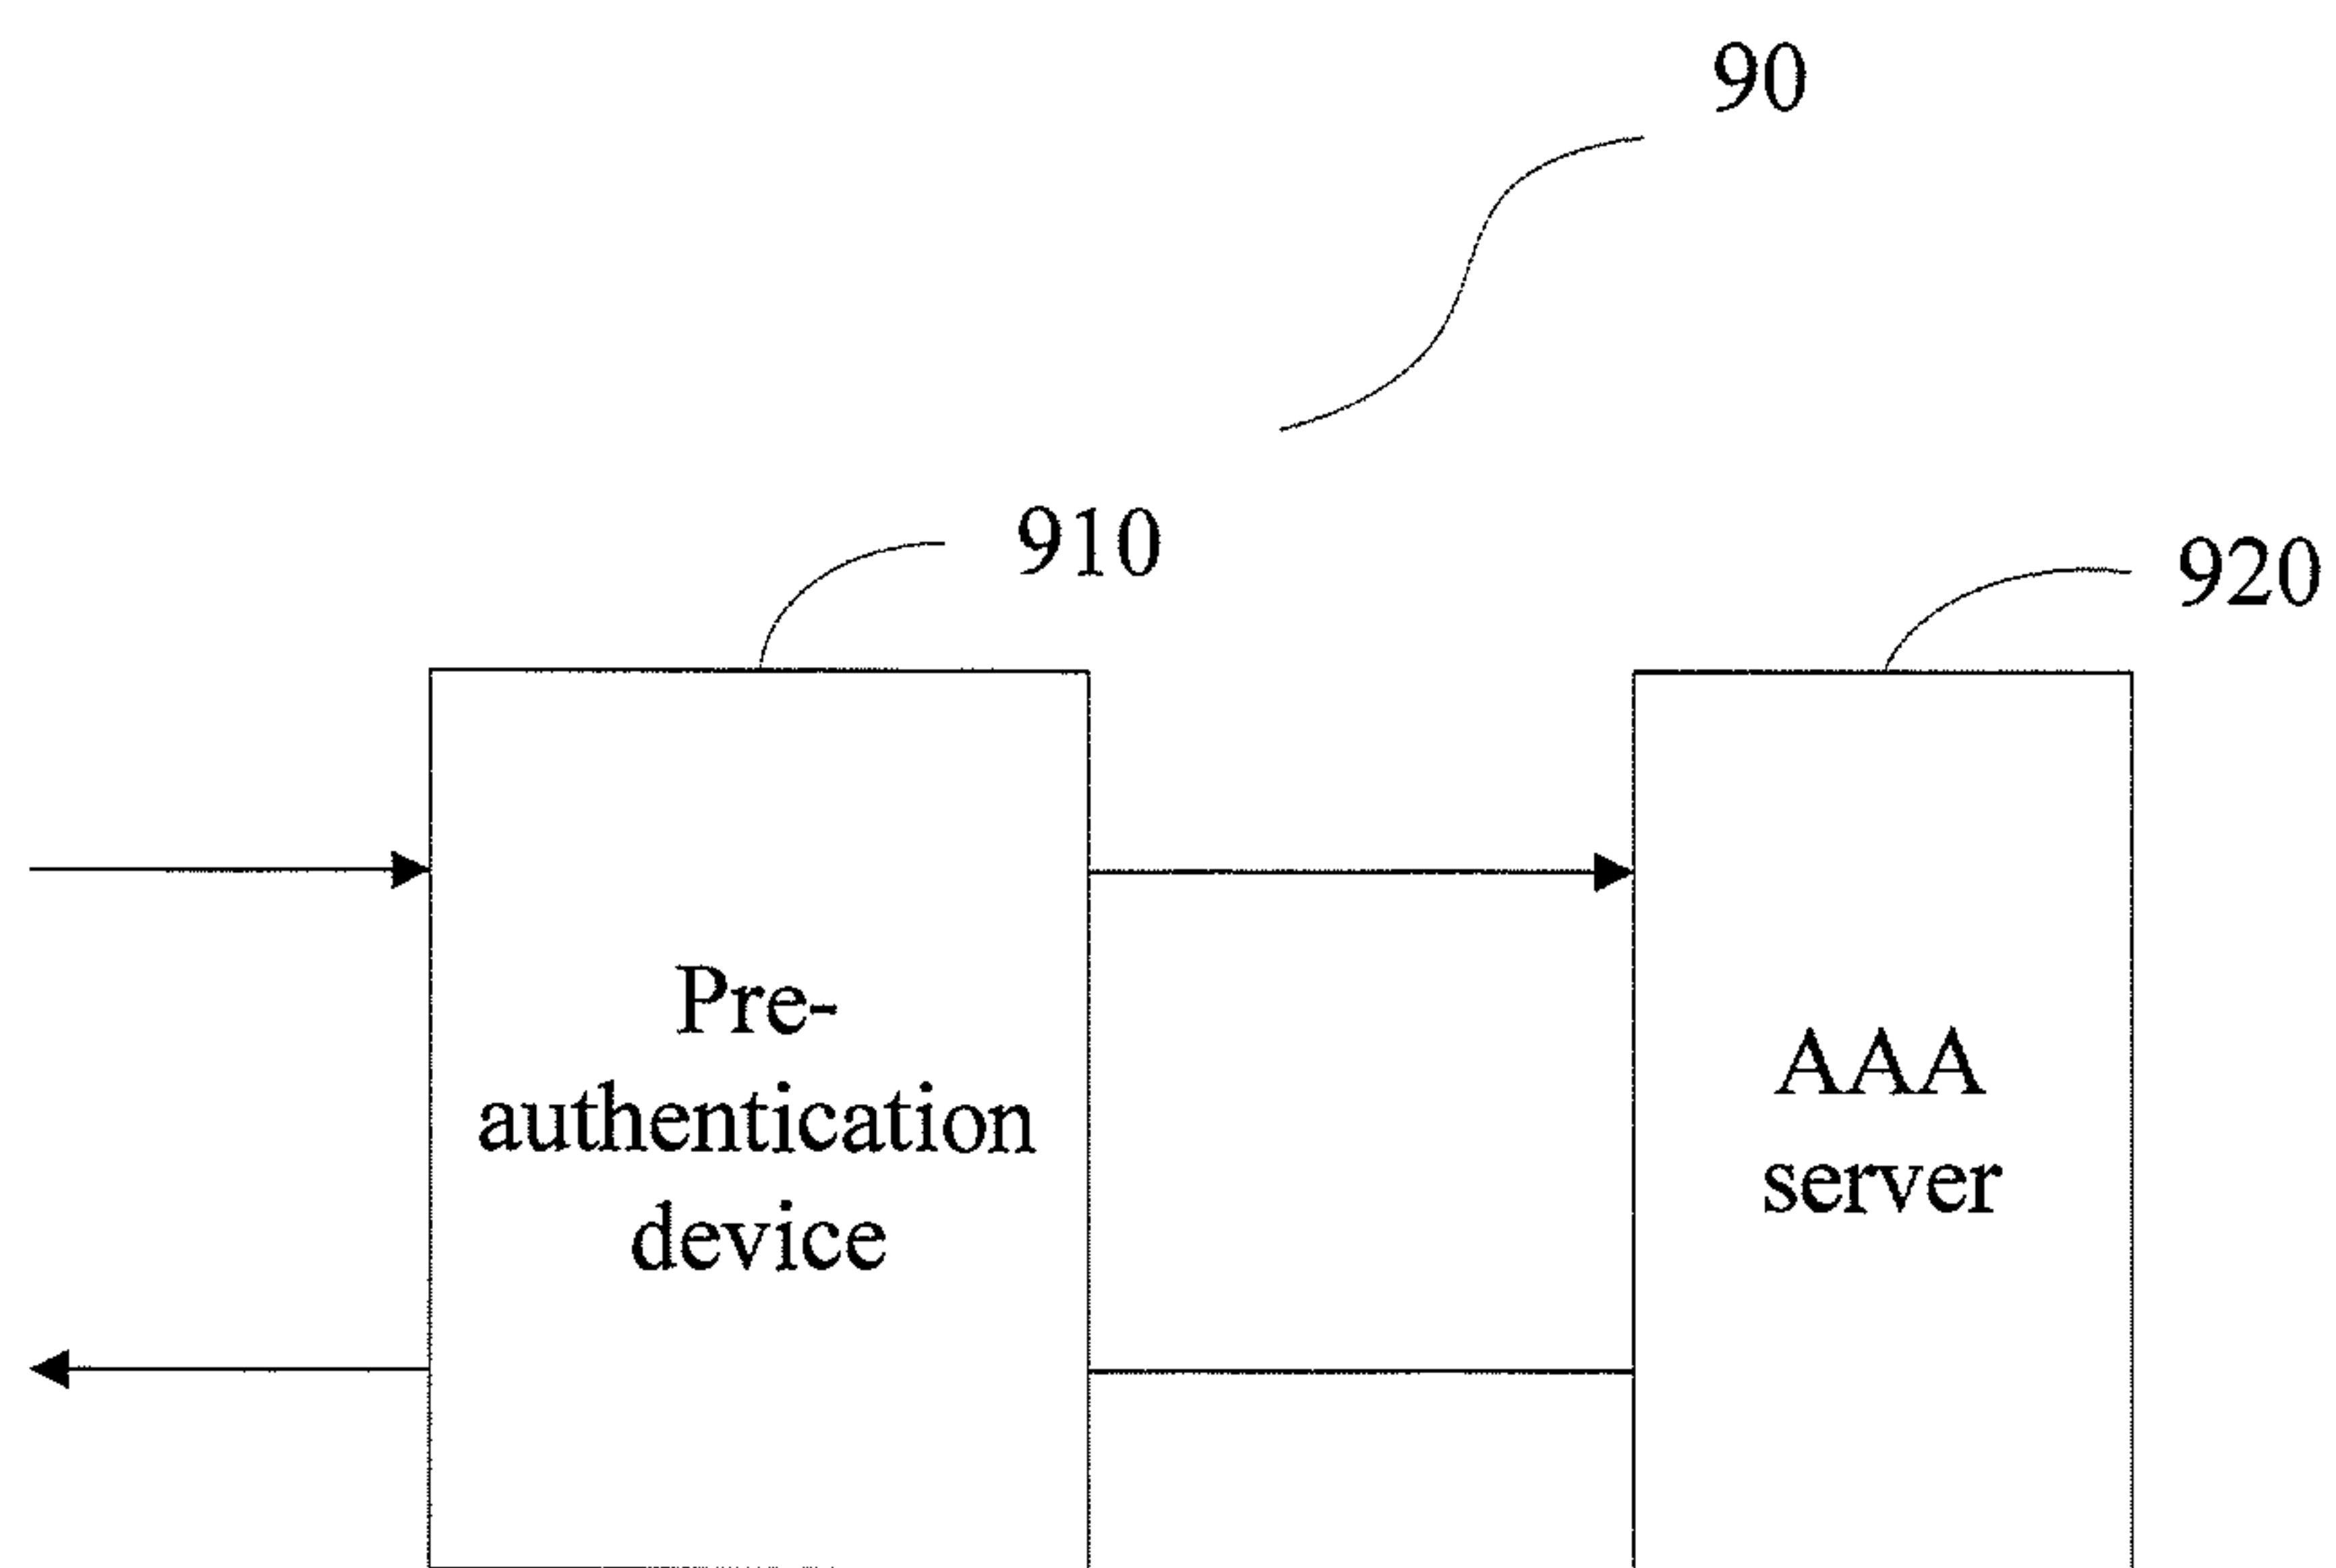 90
910
920
Pre-
authentication
device
AAA
server